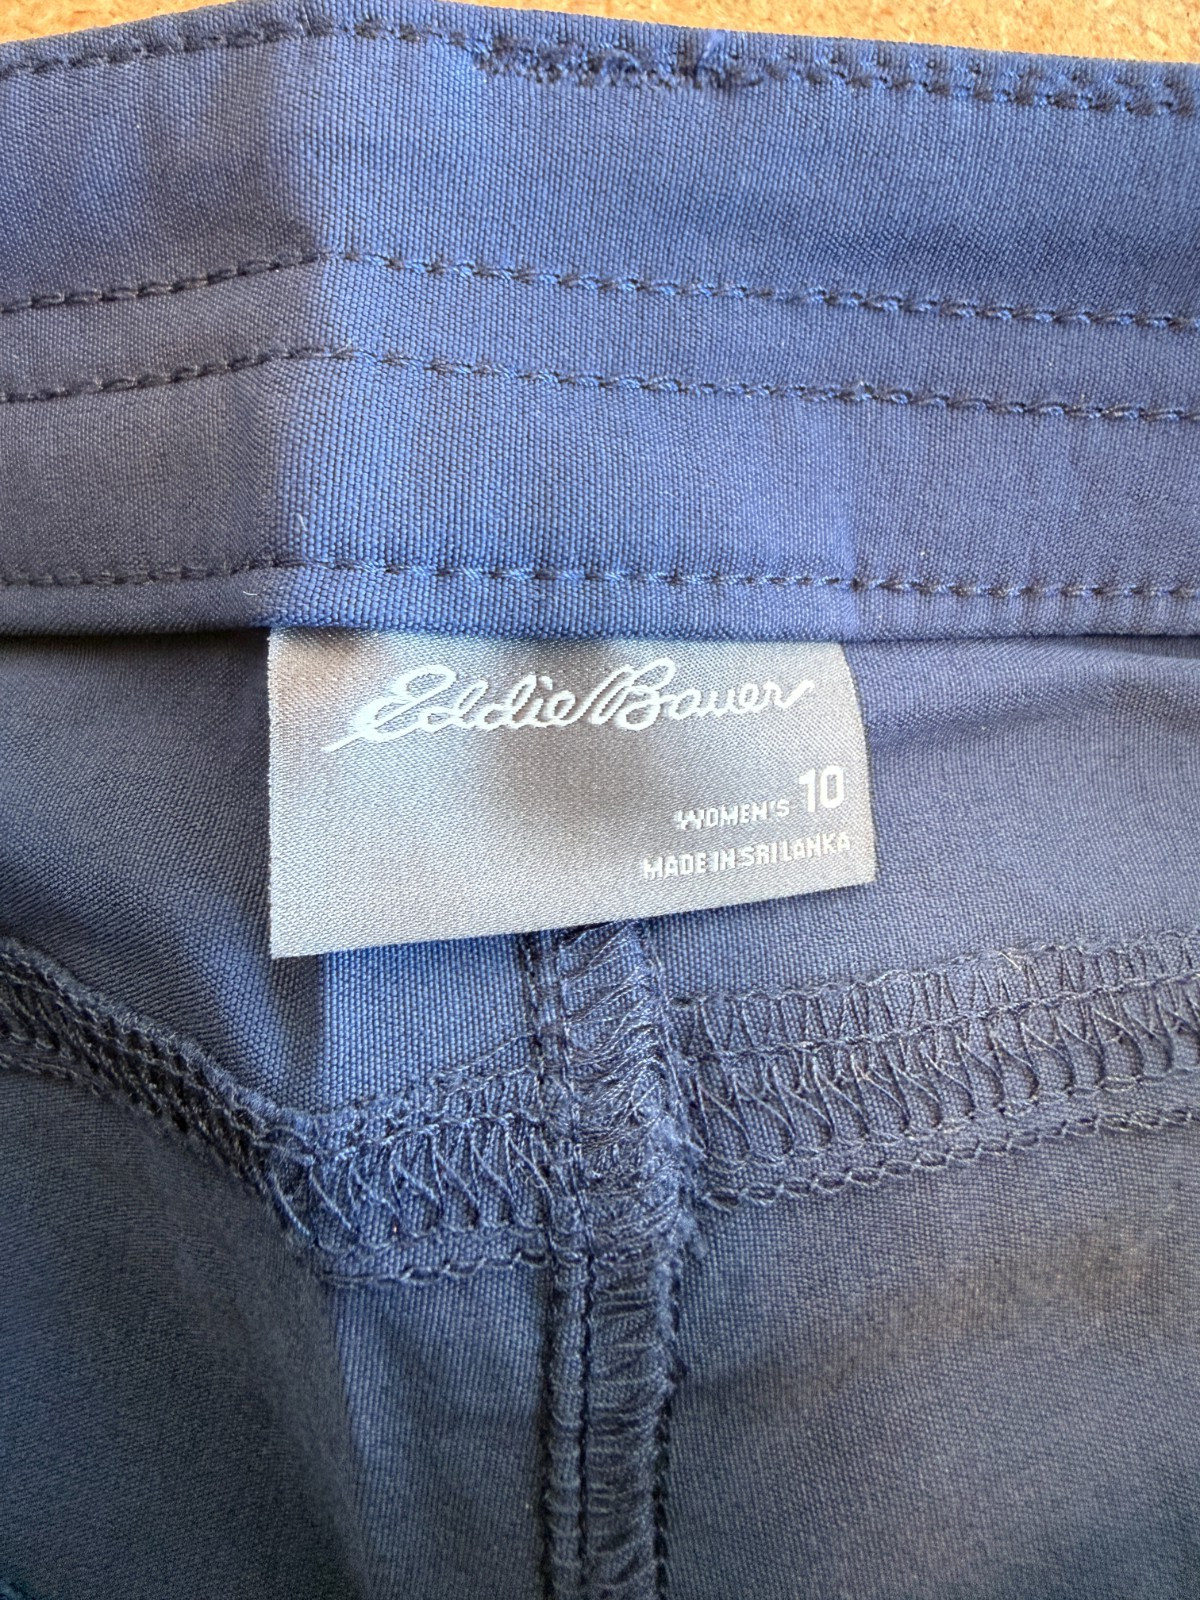 Eddie Bauer
WOMEN'S 10
MADE IN SRI LANKA